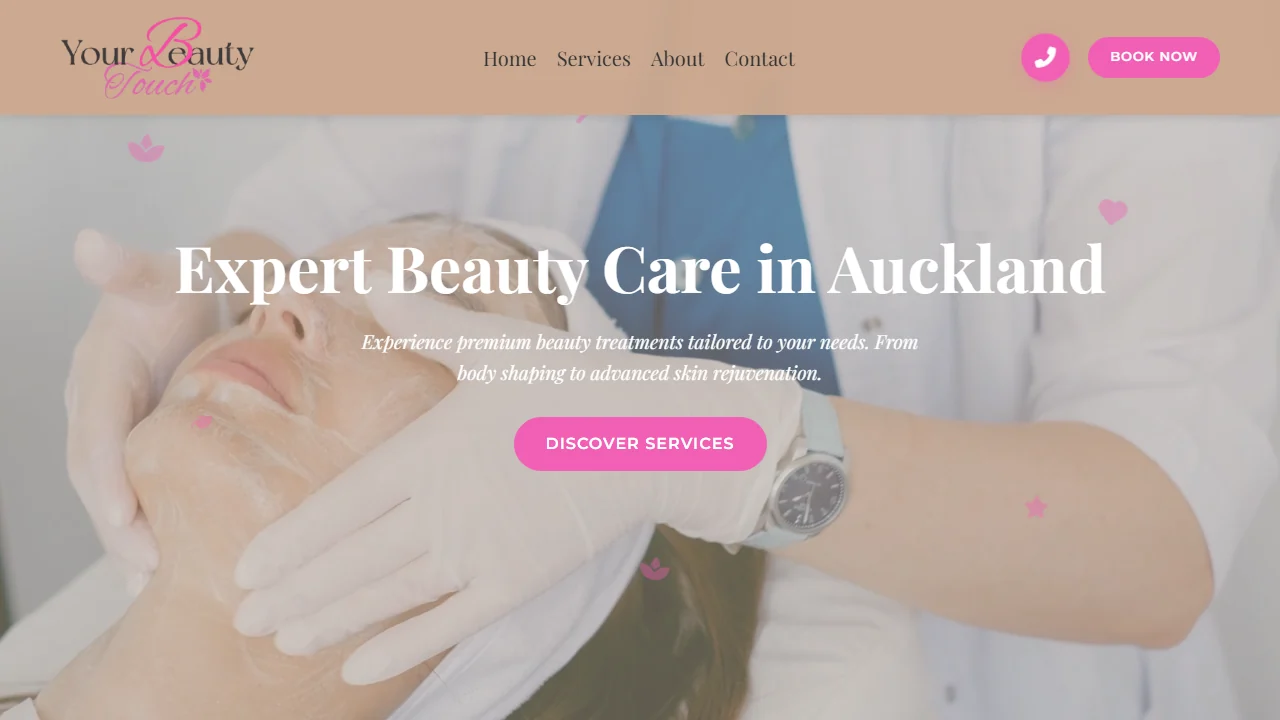 Your Beauty
Touch
Home Services About Contact
BOOK NOW
Expert Beauty Care in Auckland
Experience premium beauty treatments tailored to your needs. From
body shaping to advanced skin rejuvenation.
DISCOVER SERVICES